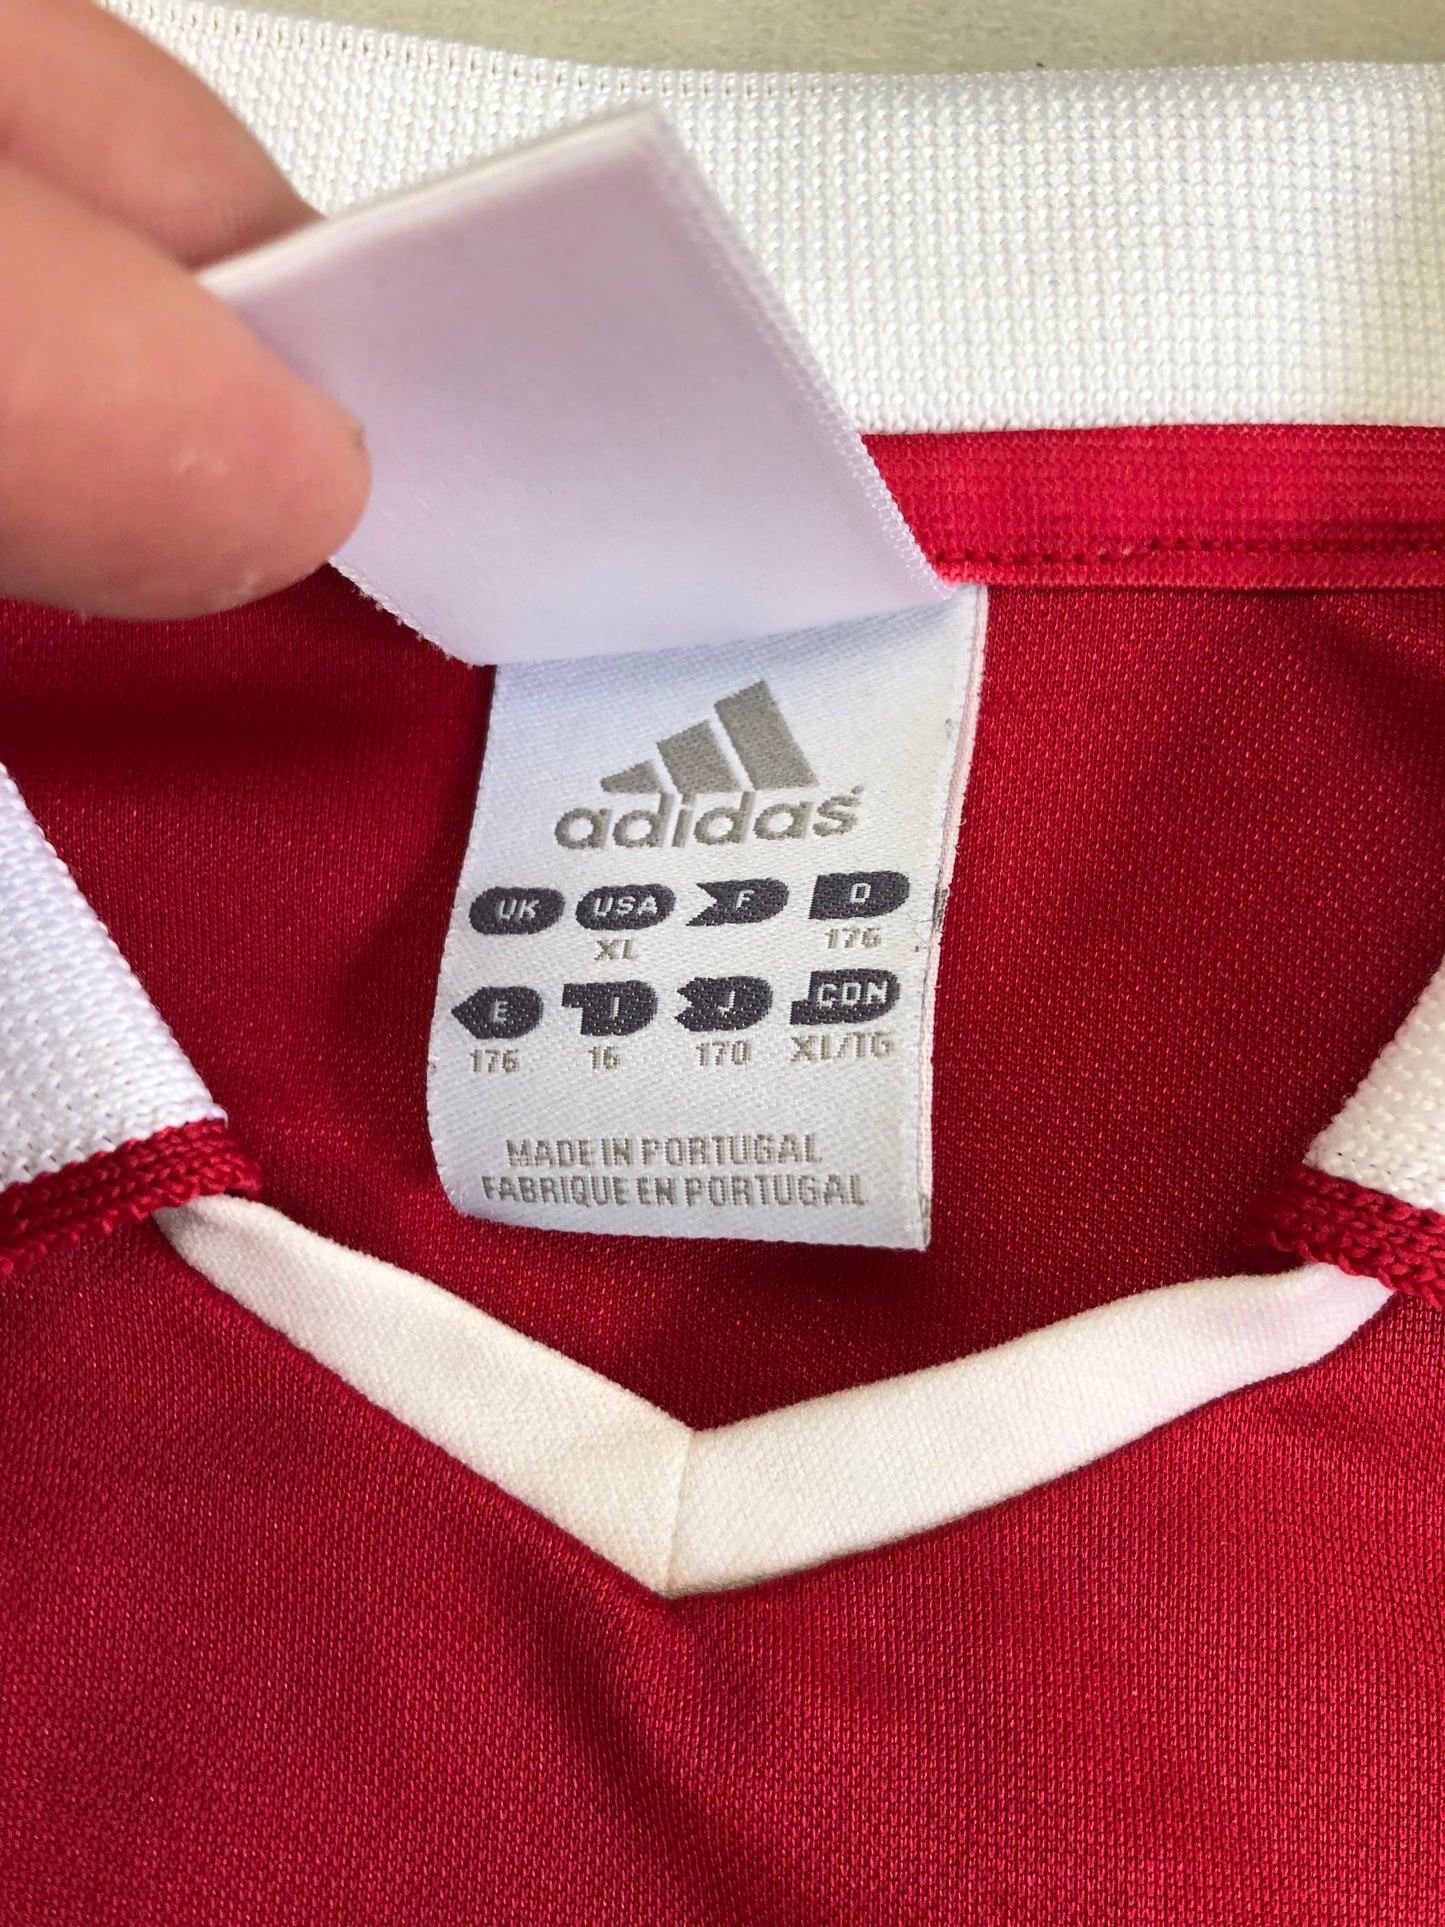 adidas
UK USA F D
XL 176
E I J CDN
176 16 170 XL/TG
MADE IN PORTUGAL
FABRIQUE EN PORTUGAL